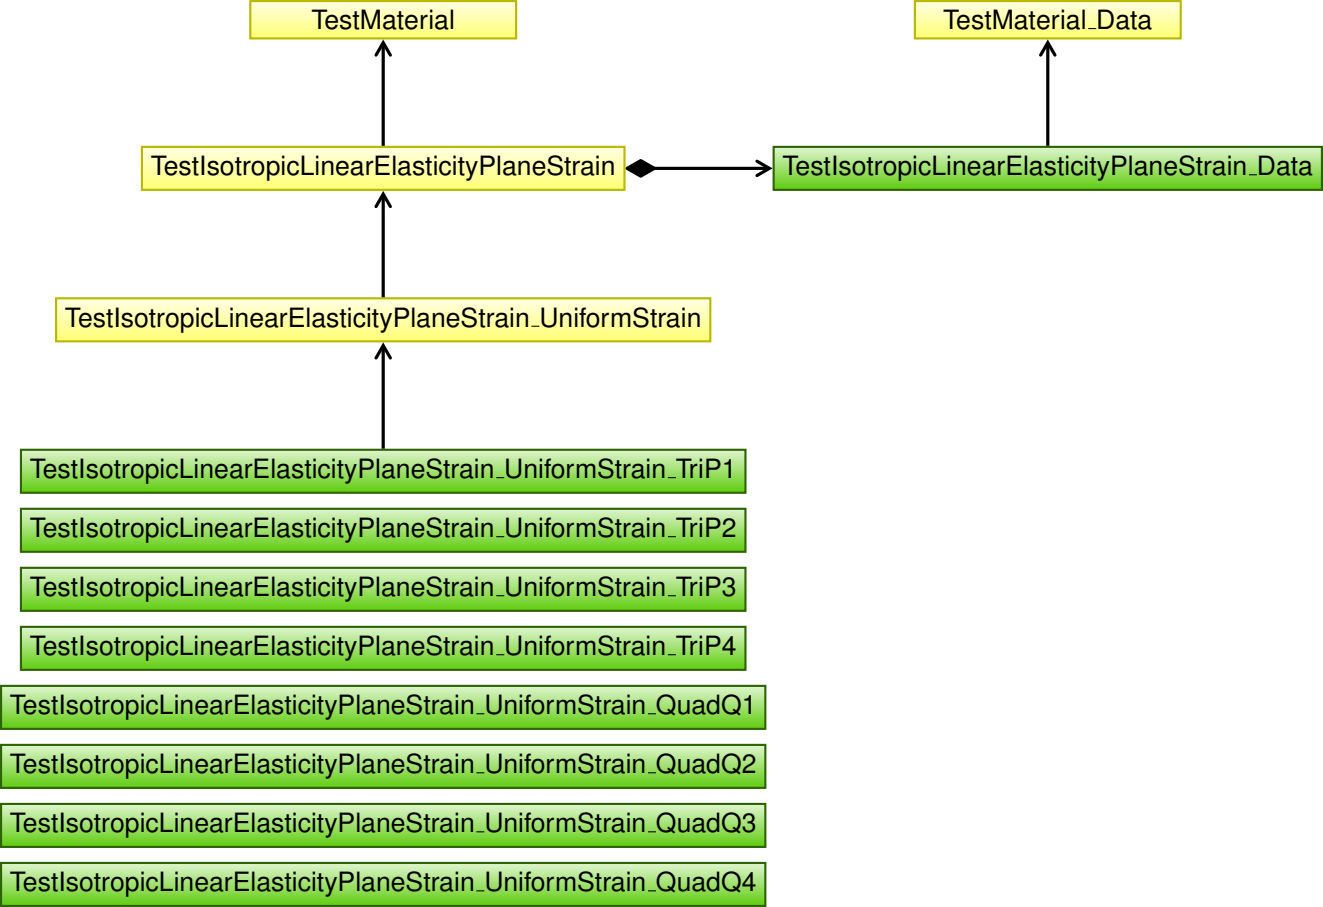 TestMaterial
TestMaterial_Data
TestIsotropicLinearElasticityPlaneStrain
TestIsotropicLinearElasticityPlaneStrain_Data
TestIsotropicLinearElasticityPlaneStrain_UniformStrain
TestIsotropicLinearElasticityPlaneStrain_UniformStrain_TriP1
TestIsotropicLinearElasticityPlaneStrain_UniformStrain_TriP2
TestIsotropicLinearElasticityPlaneStrain_UniformStrain_TriP3
TestIsotropicLinearElasticityPlaneStrain_UniformStrain_TriP4
TestIsotropicLinearElasticityPlaneStrain_UniformStrain_QuadQ1
TestIsotropicLinearElasticityPlaneStrain_UniformStrain_QuadQ2
TestIsotropicLinearElasticityPlaneStrain_UniformStrain_QuadQ3
TestIsotropicLinearElasticityPlaneStrain_UniformStrain_QuadQ4